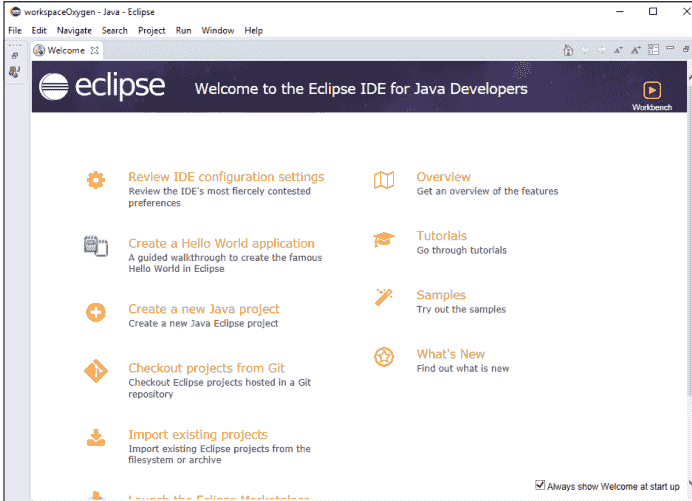 workspaceOxygen - Java - Eclipse
File Edit Navigate Search Project Run Window Help
Welcome
eclipse Welcome to the Eclipse IDE for Java Developers
Workbench
Review IDE configuration settings
Review the IDE's most fiercely contested
preferences
Create a Hello World application
A guided walkthrough to create the famous
Hello World in Eclipse
Create a new Java project
Create a new Java Eclipse project
Checkout projects from Git
Checkout Eclipse projects hosted in a Git
repository
Import existing projects
Import existing Eclipse projects from the
filesystem or archive
Launch the Eclipse Marketplace
Overview
Get an overview of the features
Tutorials
Go through tutorials
Samples
Try out the samples
What's New
Find out what is new
Always show Welcome at start up